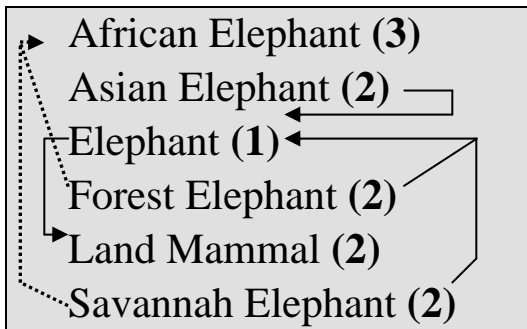 African Elephant (3)
Asian Elephant (2)
Elephant (1)
Forest Elephant (2)
Land Mammal (2)
Savannah Elephant (2)